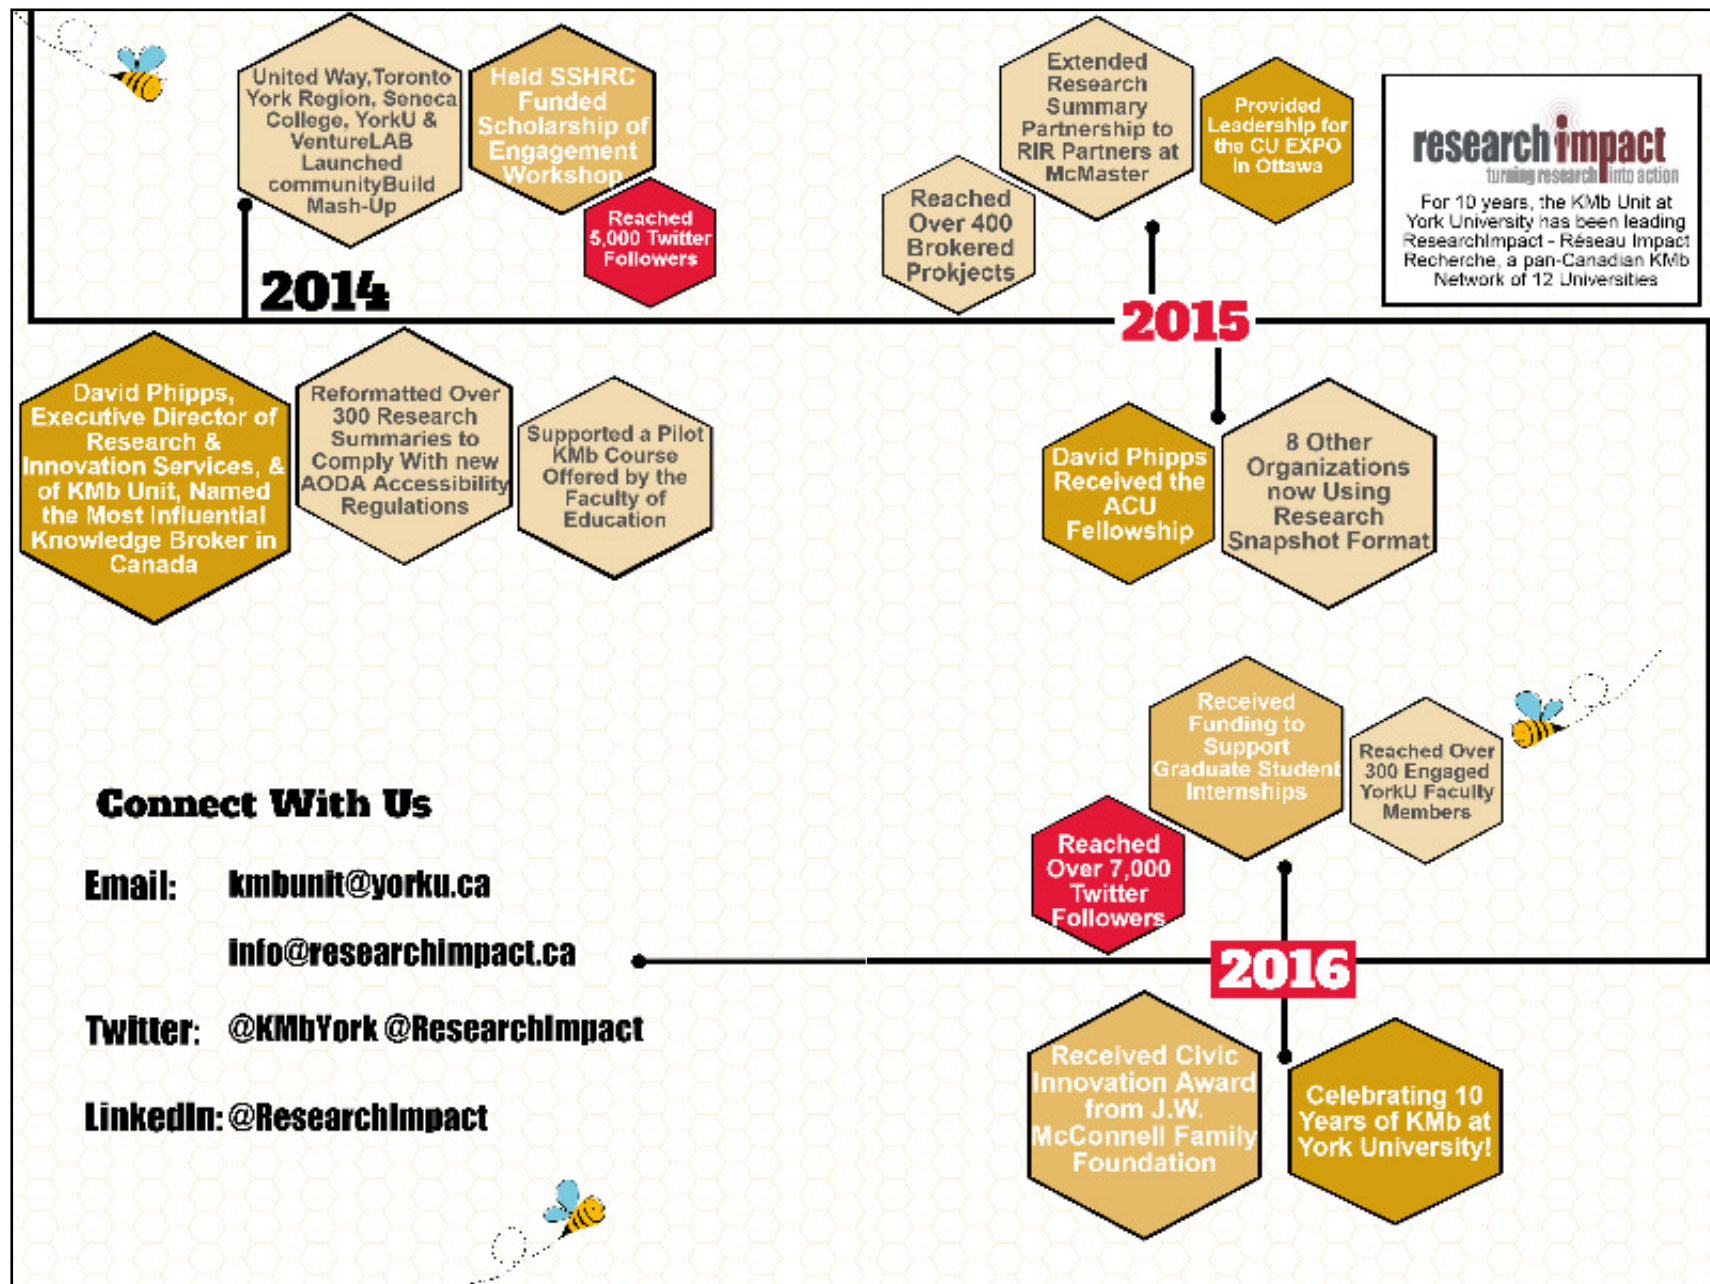 United Way,Toronto
York Region, Seneca
College, YorkU &
VentureLAB
Launched
communityBuild
Mash-Up
Held SSHRC
Funded
Scholarship of
Engagement
Workshop
Reached
5,000 Twitter
Followers
2014
David Phipps,
Executive Director of
Research &
Innovation Services, &
of KMb Unit, Named
the Most Influential
Knowledge Broker in
Canada
Reformatted Over
300 Research
Summaries to
Comply With new
AODA Accessibility
Regulations
Supported a Pilot
KMb Course
Offered by the
Faculty of
Education
Reached
Over 400
Brokered
Prokjects
Extended
Research
Summary
Partnership to
RIR Partners at
McMaster
Provided
Leadership for
the CU EXPO
in Ottawa
research impact
turning research into action
For 10 years, the KMb Unit at
York University has been leading
ResearchImpact - Réseau Impact
Recherche, a pan-Canadian KMb
Network of 12 Universities
2015
David Phipps
Received the
ACU
Fellowship
8 Other
Organizations
now Using
Research
Snapshot Format
Received
Funding to
Support
Graduate Student
Internships
Reached Over
300 Engaged
YorkU Faculty
Members
Reached
Over 7,000
Twitter
Followers
2016
Received Civic
Innovation Award
from J.W.
McConnell Family
Foundation
Celebrating 10
Years of KMb at
York University!
Connect With Us
Email: kmbunit@yorku.ca
info@researchimpact.ca
Twitter: @KMbYork @ResearchImpact
LinkedIn: @ResearchImpact